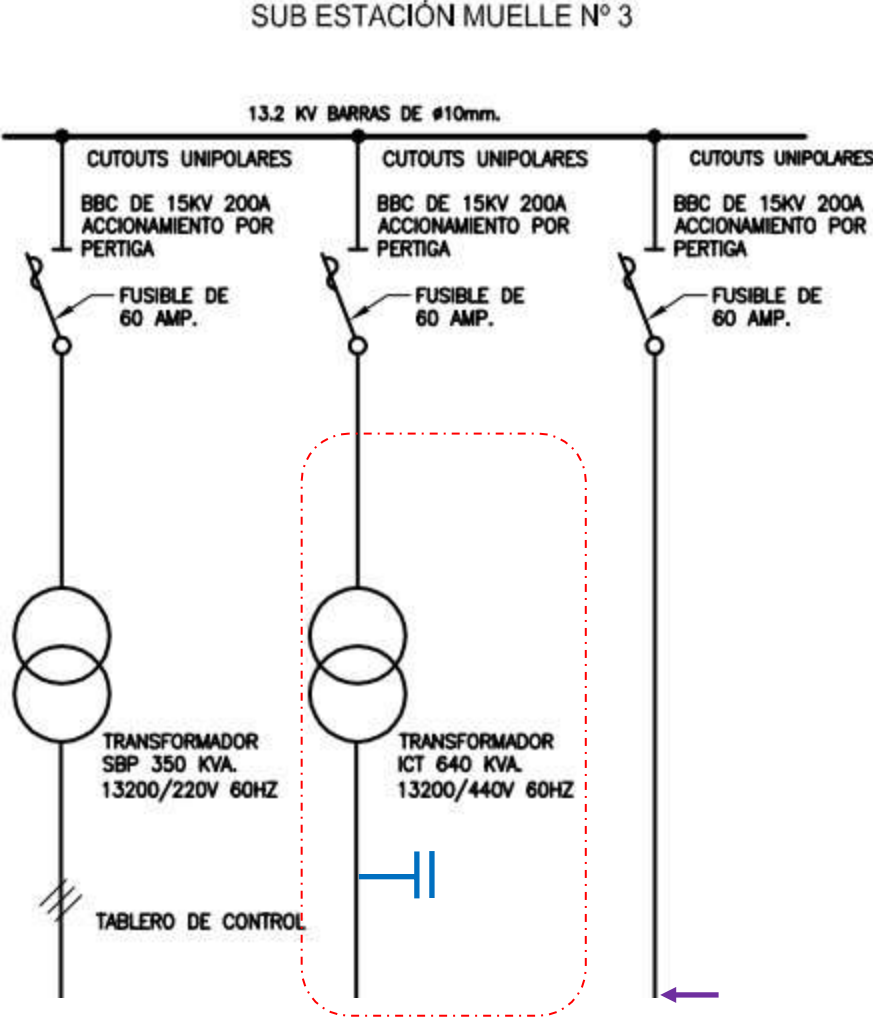 SUB ESTACIÓN MUELLE Nº 3
13.2 KV BARRAS DE ø10mm.
CUTOUTS UNIPOLARES
BBC DE 15KV 200A
ACCIONAMIENTO POR
PERTIGA
FUSIBLE DE
60 AMP.
CUTOUTS UNIPOLARES
BBC DE 15KV 200A
ACCIONAMIENTO POR
PERTIGA
FUSIBLE DE
60 AMP.
CUTOUTS UNIPOLARES
BBC DE 15KV 200A
ACCIONAMIENTO POR
PERTIGA
FUSIBLE DE
60 AMP.
TRANSFORMADOR
SBP 350 KVA.
13200/220V 60HZ
TRANSFORMADOR
ICT 640 KVA.
13200/440V 60HZ
TABLERO DE CONTROL